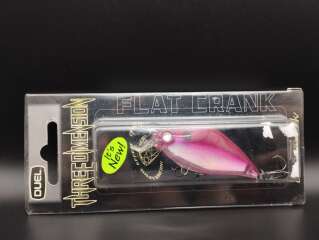 FLAT CRANK
THREE DIMENSION
DUEL
It's
New!